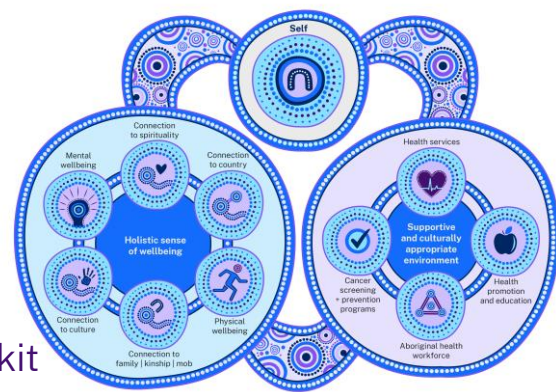 Self
Connection
to spirituality
Mental
wellbeing
Connection
to country
Holistic sense
of wellbeing
Connection
to culture
Physical
wellbeing
Connection to
family | kinship | mob
Health services
Supportive
and culturally
appropriate
environment
Cancer
screening
+ prevention
programs
Health
promotion
and education
Aboriginal health
workforce
kit